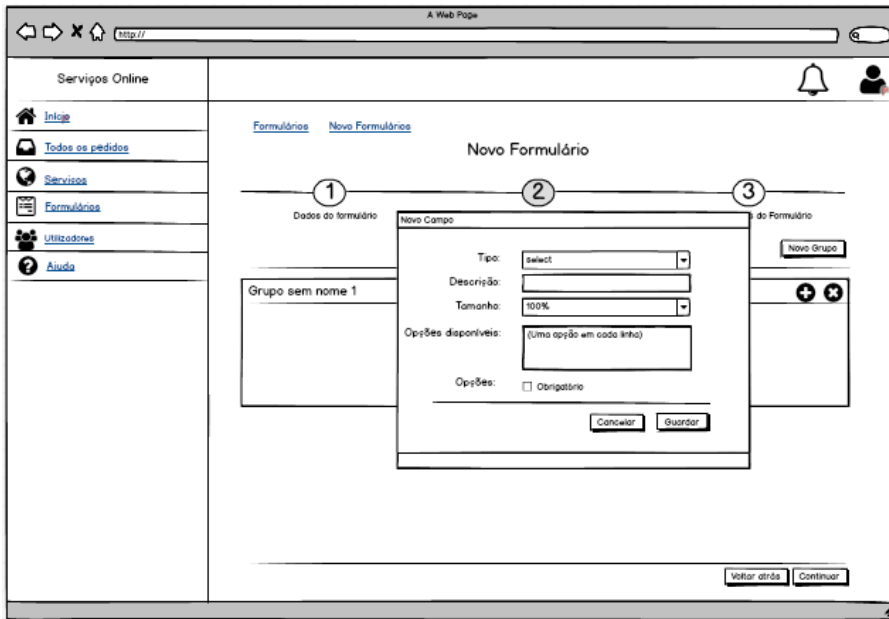 A Web Page
http://
Serviços Online
Início
Todos os pedidos
Serviços
Formulários
Utilizadores
Ajuda
Formulários Novo Formulários
Novo Formulário
1 2 3
Dados do formulário
do Formulário
Novo Grupo
Grupo sem nome 1
Novo Campo
Tipo: select
Descrição:
Tamanho: 100%
Opções disponíveis: (Uma opção em cada linha)
Opções: Obrigatório
Cancelar Guardar
Voltar atrás Continuar